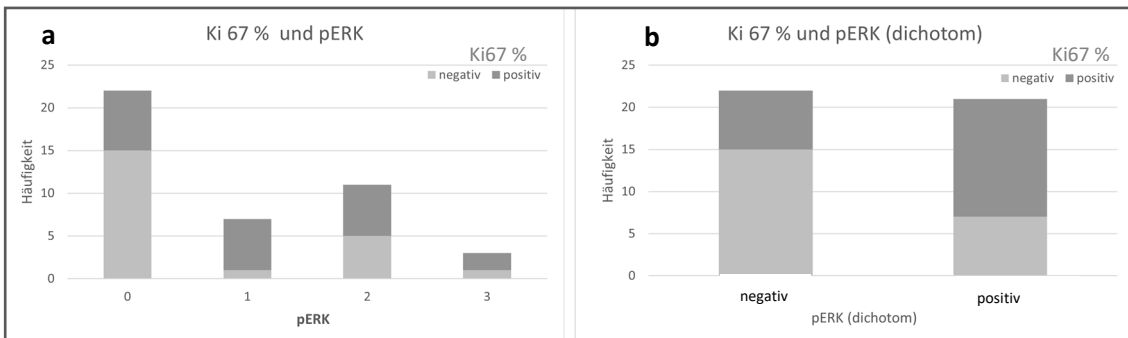 a
Ki 67 % und pERK
Ki67 %
negativ positiv
25
20
15
10
5
0
Häufigkeit
0 1 2 3
pERK
b
Ki 67 % und pERK (dichotom)
Ki67 %
negativ positiv
25
20
15
10
5
0
Häufigkeit
negativ positiv
pERK (dichotom)